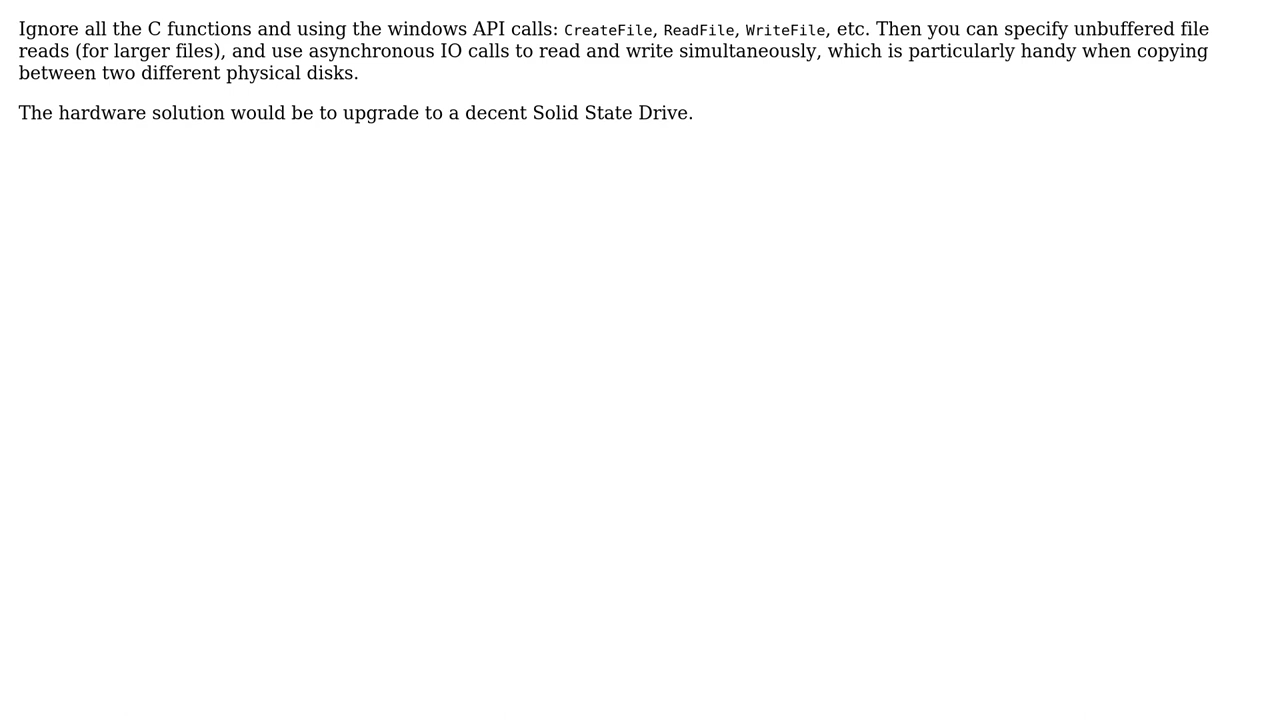 Ignore all the C functions and using the windows API calls: CreateFile, ReadFile, WriteFile, etc. Then you can specify unbuffered file
reads (for larger files), and use asynchronous IO calls to read and write simultaneously, which is particularly handy when copying
between two different physical disks.
The hardware solution would be to upgrade to a decent Solid State Drive.